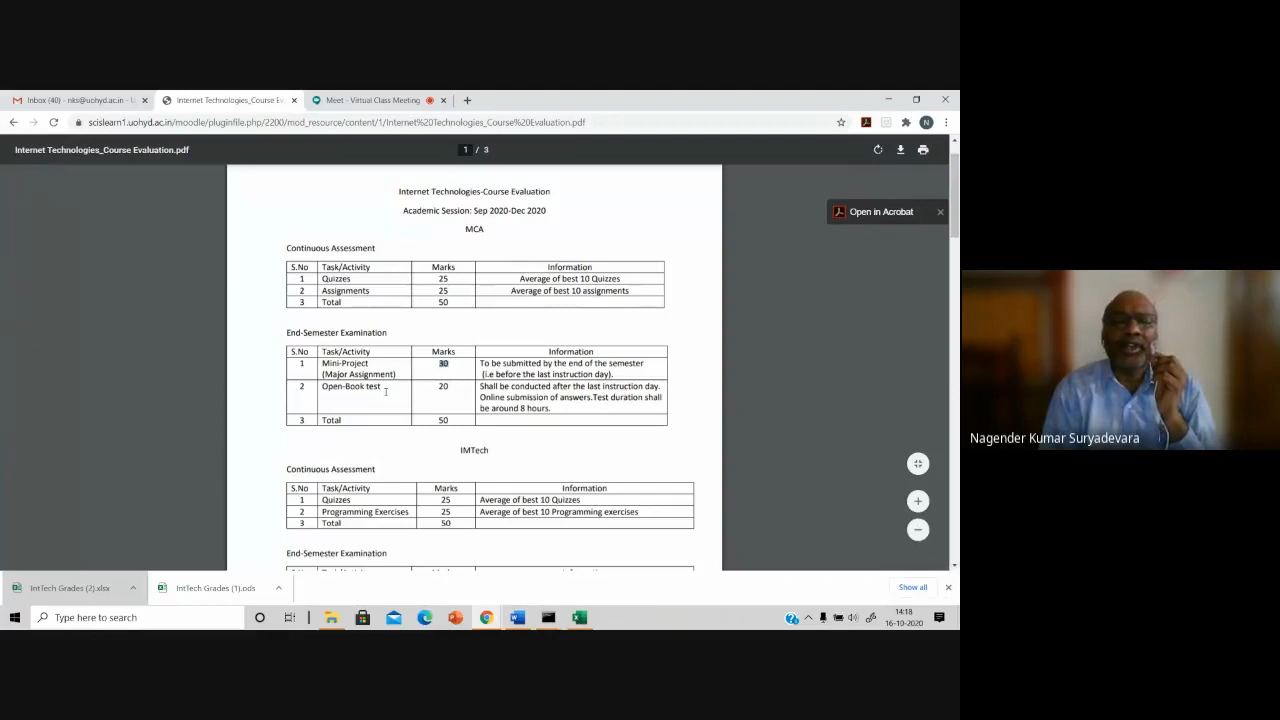 Inbox (40) - nks@uohyd.ac.in - U
Internet Technologies_Course E
Meet - Virtual Class Meeting
scislearn1.uohyd.ac.in/moodle/pluginfile.php/2200/mod_resource/content/1/Internet%20Technologies_Course%20Evaluation.pdf
N
Internet Technologies_Course Evaluation.pdf
1 / 3
Open in Acrobat
Internet Technologies-Course Evaluation
Academic Session: Sep 2020-Dec 2020
MCA
Continuous Assessment
S.No Task/Activity Marks Information
1 Quizzes 25 Average of best 10 Quizzes
2 Assignments 25 Average of best 10 assignments
3 Total 50
End-Semester Examination
S.No Task/Activity Marks Information
1 Mini-Project 30 To be submitted by the end of the semester
(Major Assignment) (i.e before the last instruction day).
2 Open-Book test 20 Shall be conducted after the last instruction day.
Online submission of answers.Test duration shall
be around 8 hours.
3 Total 50
IMTech
Continuous Assessment
S.No Task/Activity Marks Information
1 Quizzes 25 Average of best 10 Quizzes
2 Programming Exercises 25 Average of best 10 Programming exercises
3 Total 50
End-Semester Examination
Nagender Kumar Suryadevara
IntTech Grades (2).xlsx
IntTech Grades (1).ods
Show all
Type here to search
14:18
16-10-2020